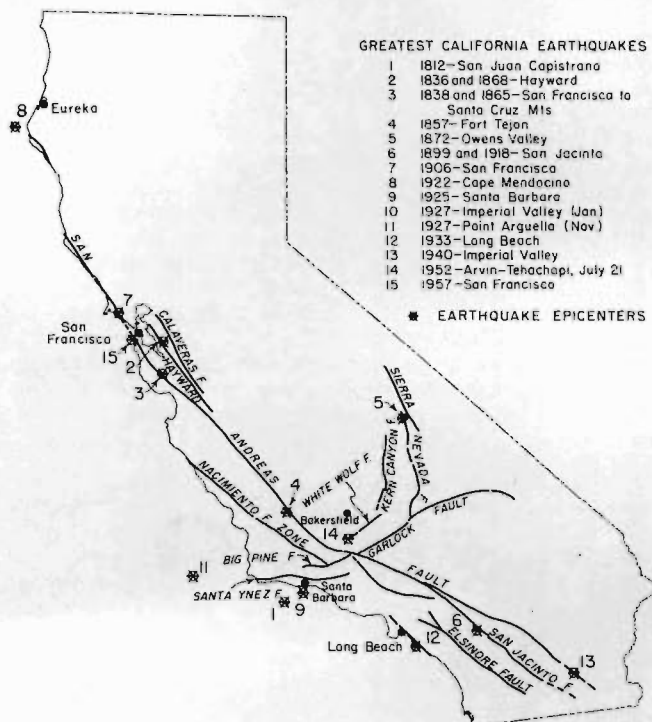 GREATEST CALIFORNIA EARTHQUAKES
1 1812-San Juan Capistrano
2 1836 and 1868-Hayward
3 1838 and 1865-San Francisco to
Santa Cruz Mts
4 1857-Fort Tejon
5 1872-Owens Valley
6 1899 and 1918-San Jacinto
7 1906-San Francisco
8 1922-Cape Mendocino
9 1925-Santa Barbara
10 1927-Imperial Valley (Jan)
11 1927-Point Arguella (Nov)
12 1933-Long Beach
13 1940-Imperial Valley
14 1952-Arvin-Tehachapi, July 21
15 1957-San Francisco
EARTHQUAKE EPICENTERS
8
Eureka
SAN
7
San
Francisco
15
2
3
CALAVERAS F.
HAYWARD
ANDREAS
SIERRA
NEVADA
F.
5
KERN CANYON F.
WHITE WOLF F.
4
Bakersfield
14
NACIMIENTO F. ZONE
GARLOCK
FAULT
BIG PINE F
FAULT
11
SANTA YNEZ F.
Santa
Barbara
1
9
Long Beach
12
6
SAN JACINTO F.
ELSINORE FAULT
13